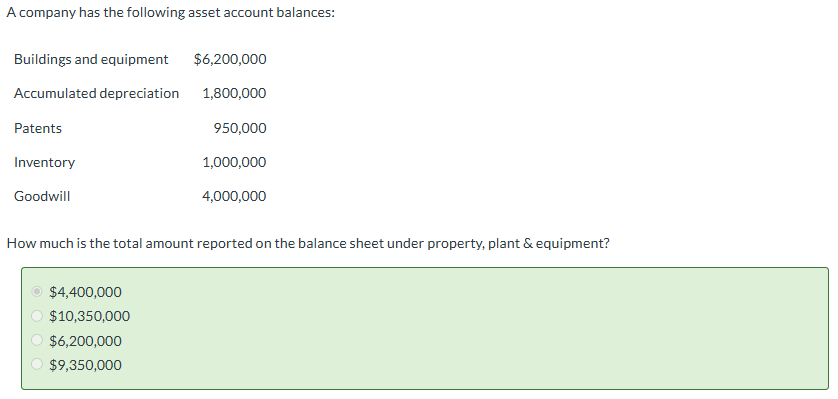 A company has the following asset account balances:
Buildings and equipment $6,200,000
Accumulated depreciation 1,800,000
Patents 950,000
Inventory 1,000,000
Goodwill 4,000,000
How much is the total amount reported on the balance sheet under property, plant & equipment?
$4,400,000
$10,350,000
$6,200,000
$9,350,000